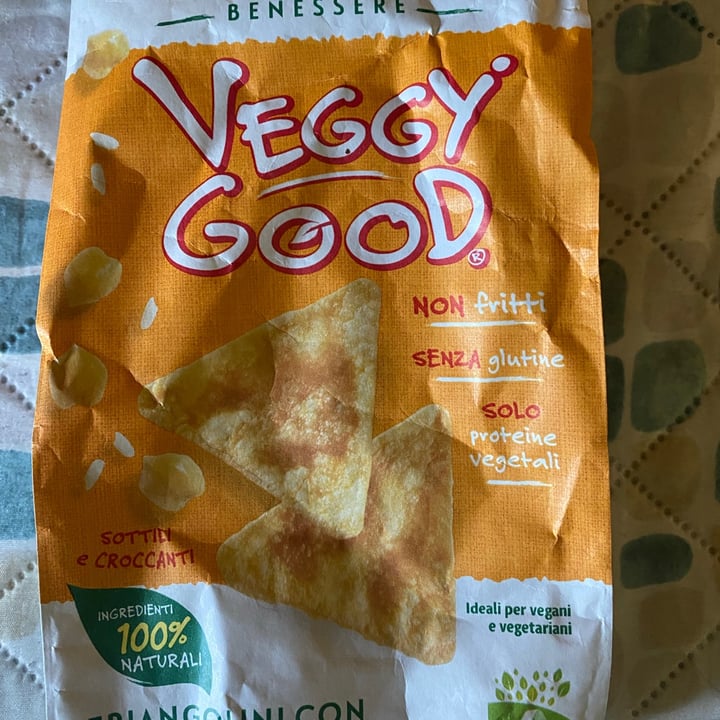 BENESSERE
VEGGY
GOOD®
NON fritti
SENZA glutine
SOLO
proteine
vegetali
SOTTILI
e CROCCANTI
INGREDIENTI
100%
NATURALI
Ideali per vegani
e vegetariani
TRIANGOLINI CON